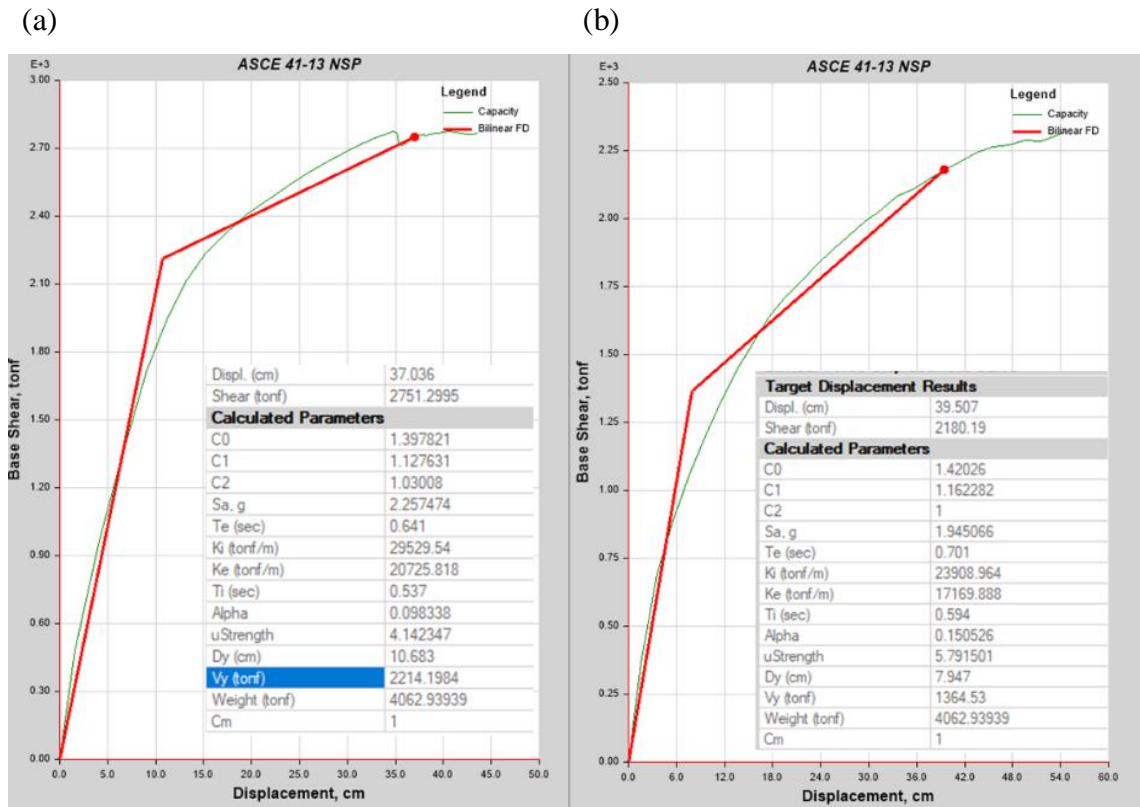 (a)
(b)
ASCE 41-13 NSP
E+3
3.00
2.70
2.40
2.10
1.80
1.50
1.20
0.90
0.60
0.30
0.00
Base Shear, tonf
Legend
Capacity
Bilinear FD
Displ. (cm) 37.036
Shear (tonf) 2751.2995
Calculated Parameters
C0 1.397821
C1 1.127631
C2 1.03008
Sa, g 2.257474
Te (sec) 0.641
Ki (tonf/m) 29529.54
Ke (tonf/m) 20725.818
Ti (sec) 0.537
Alpha 0.098338
uStrength 4.142347
Dy (cm) 10.683
Vy (tonf) 2214.1984
Weight (tonf) 4062.93939
Cm 1
0.0 5.0 10.0 15.0 20.0 25.0 30.0 35.0 40.0 45.0 50.0
Displacement, cm
ASCE 41-13 NSP
E+3
2.50
2.25
2.00
1.75
1.50
1.25
1.00
0.75
0.50
0.25
0.00
Base Shear, tonf
Legend
Capacity
Bilinear FD
Target Displacement Results
Displ. (cm) 39.507
Shear (tonf) 2180.19
Calculated Parameters
C0 1.42026
C1 1.162282
C2 1
Sa, g 1.945066
Te (sec) 0.701
Ki (tonf/m) 23908.964
Ke (tonf/m) 17169.888
Ti (sec) 0.594
Alpha 0.150526
uStrength 5.791501
Dy (cm) 7.947
Vy (tonf) 1364.53
Weight (tonf) 4062.93939
Cm 1
0.0 6.0 12.0 18.0 24.0 30.0 36.0 42.0 48.0 54.0 60.0
Displacement, cm